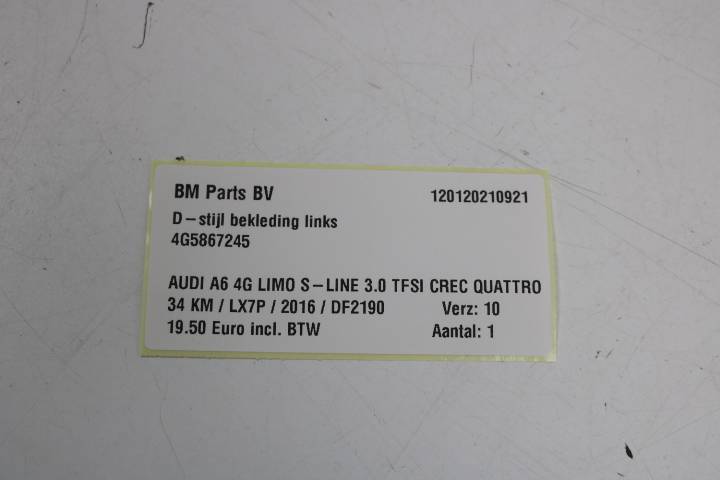 BM Parts BV 120120210921
D-stijl bekleding links
4G5867245
AUDI A6 4G LIMO S-LINE 3.0 TFSI CREC QUATTRO
34 KM / LX7P / 2016 / DF2190 Verz: 10
19.50 Euro incl. BTW Aantal: 1